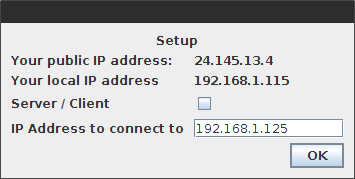 Setup
Your public IP address: 24.145.13.4
Your local IP address 192.168.1.115
Server / Client
IP Address to connect to 192.168.1.125
OK